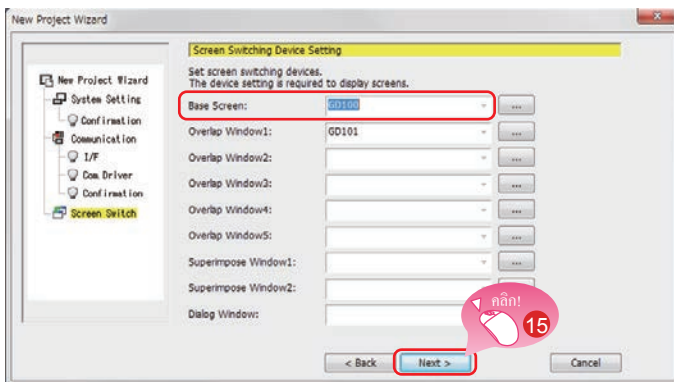 New Project Wizard
New Project Wizard
System Setting
Confirmation
Communication
I/F
Com. Driver
Confirmation
Screen Switch
Screen Switching Device Setting
Set screen switching devices.
The device setting is required to display screens.
Base Screen: GD100 ...
Overlap Window1: GD101 ...
Overlap Window2: ...
Overlap Window3: ...
Overlap Window4: ...
Overlap Window5: ...
Superimpose Window1: ...
Superimpose Window2:
Dialog Window:
คลิก!
15
< Back Next > Cancel